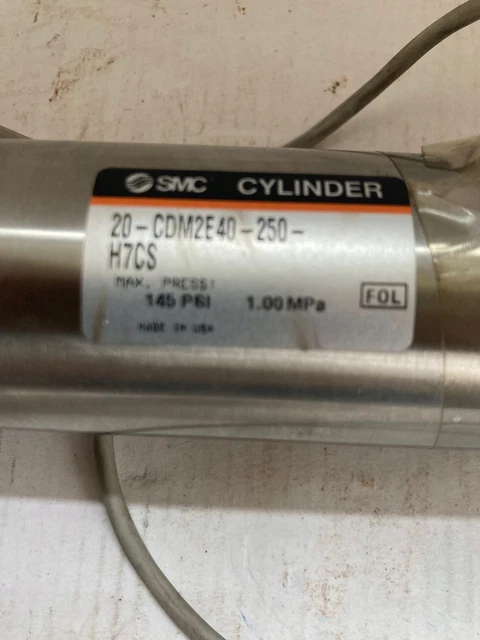 SMC CYLINDER
20-CDM2E40-250-
H7CS
MAX. PRESS:
145 PSI 1.00 MPa
FOL
MADE IN USA